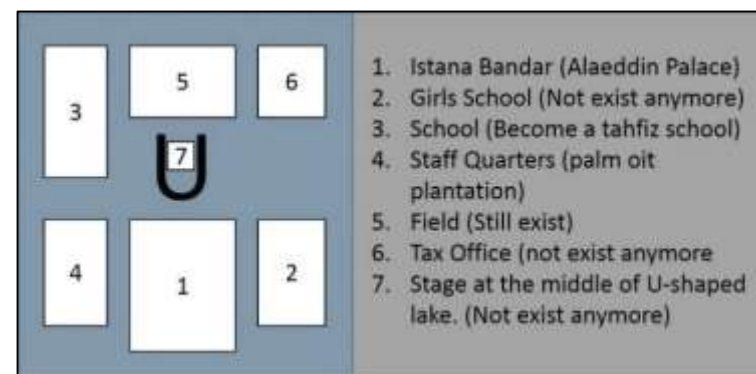 3
5
6
7
4
1
2
1. Istana Bandar (Alaeddin Palace)
2. Girls School (Not exist anymore)
3. School (Become a tahfiz school)
4. Staff Quarters (palm oit
plantation)
5. Field (Still exist)
6. Tax Office (not exist anymore
7. Stage at the middle of U-shaped
lake. (Not exist anymore)